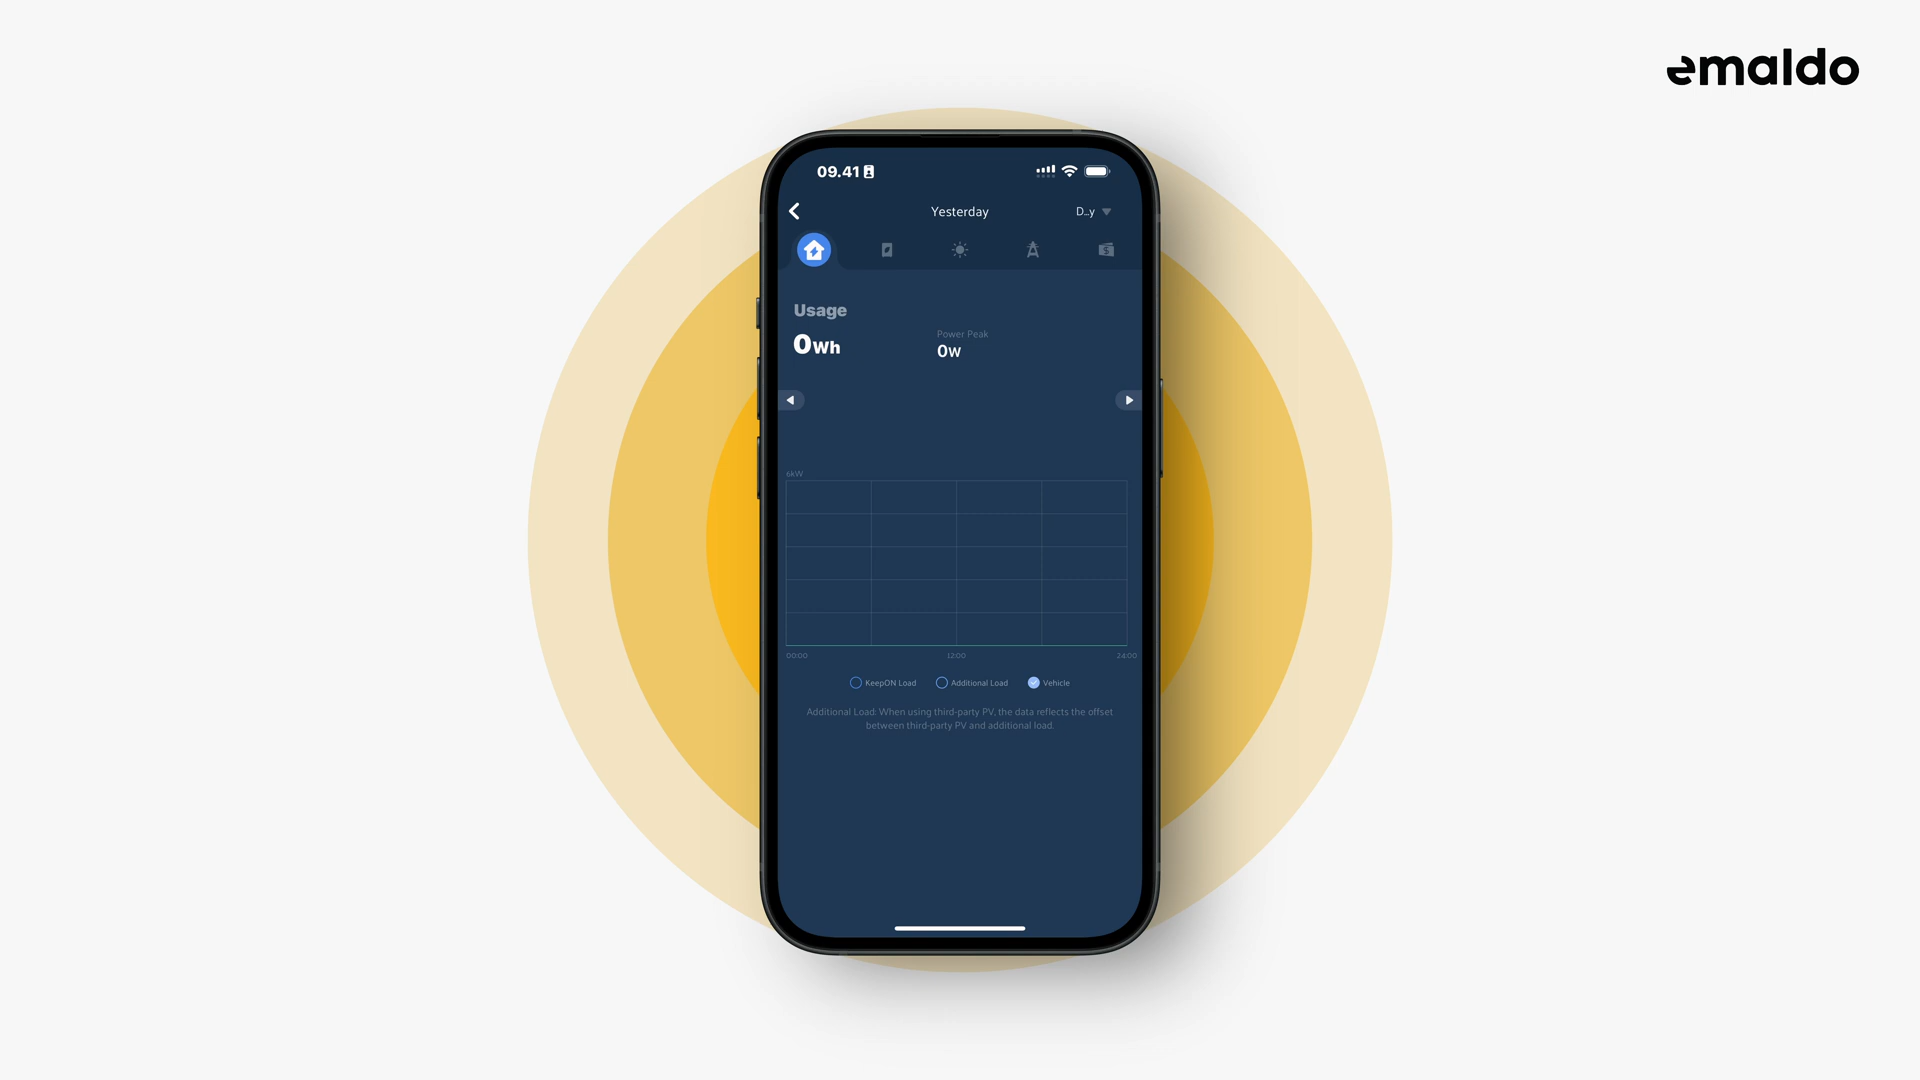 emaldo
09.41
Yesterday
D...y
Usage
0Wh
Power Peak
0W
6kW
00:00
12:00
24:00
KeepON Load
Additional Load
Vehicle
Additional Load: When using third-party PV, the data reflects the offset
between third-party PV and additional load.